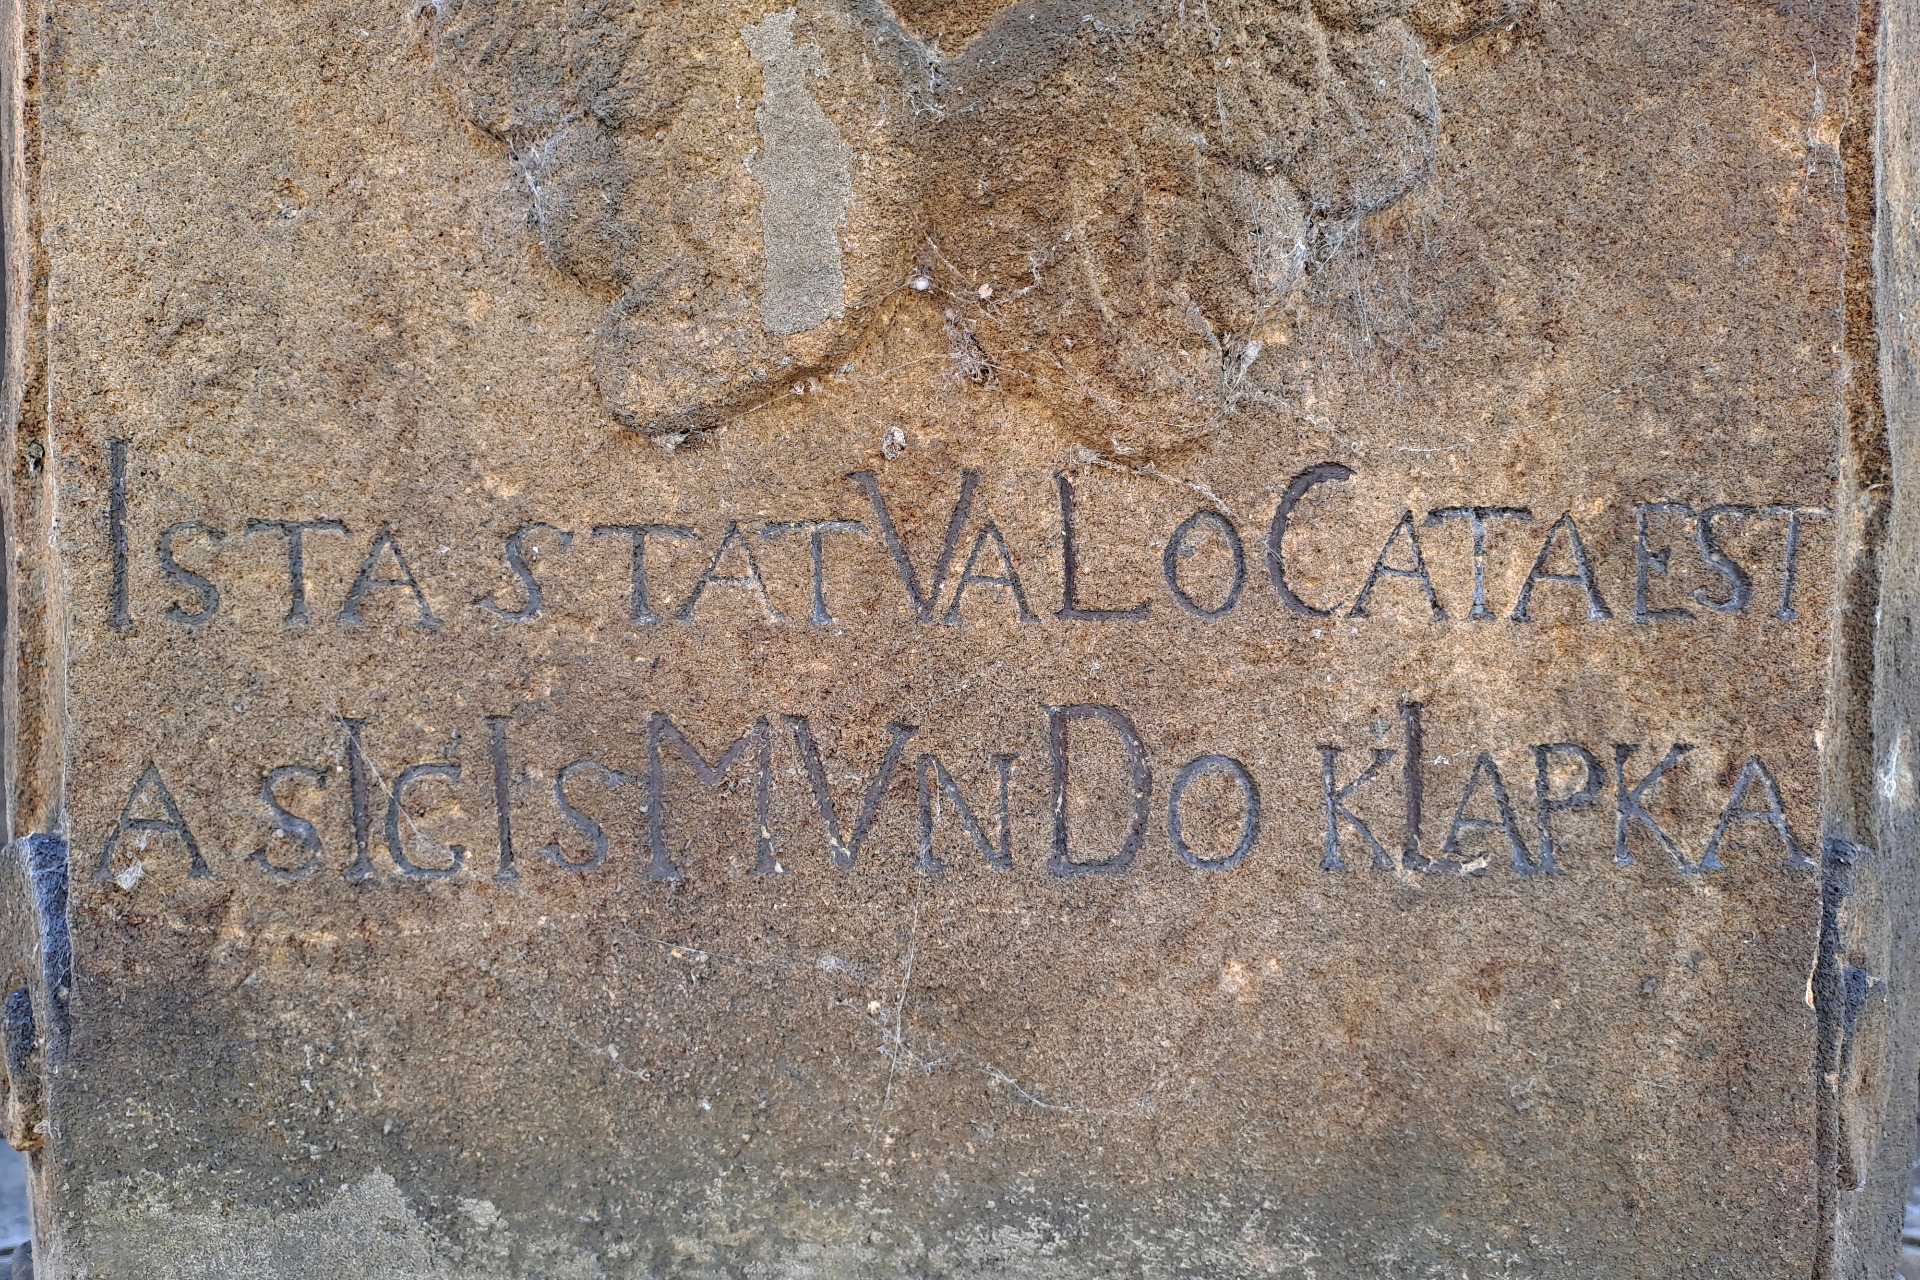 ISTA STATVA LOCATA EST
A SIGISMVNDO KLAPKA